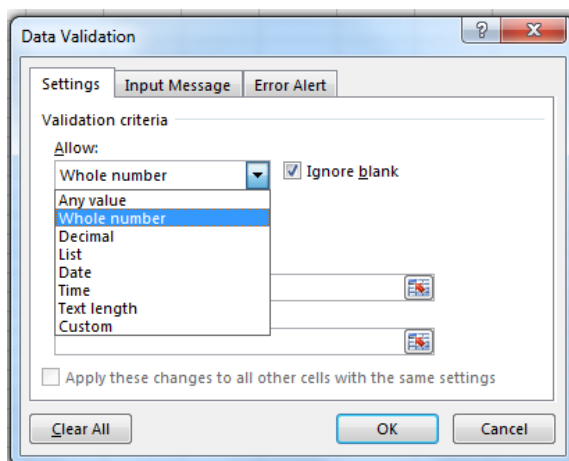 Data Validation
?
X
Settings
Input Message
Error Alert
Validation criteria
Allow:
Whole number
Ignore blank
Any value
Whole number
Decimal
List
Date
Time
Text length
Custom
Apply these changes to all other cells with the same settings
Clear All
OK
Cancel